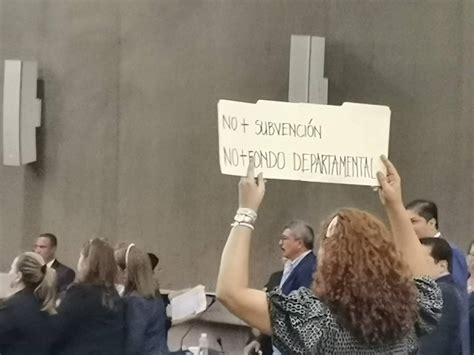 NO + SUBVENCIÓN
NO + FONDO DEPARTAMENTAL